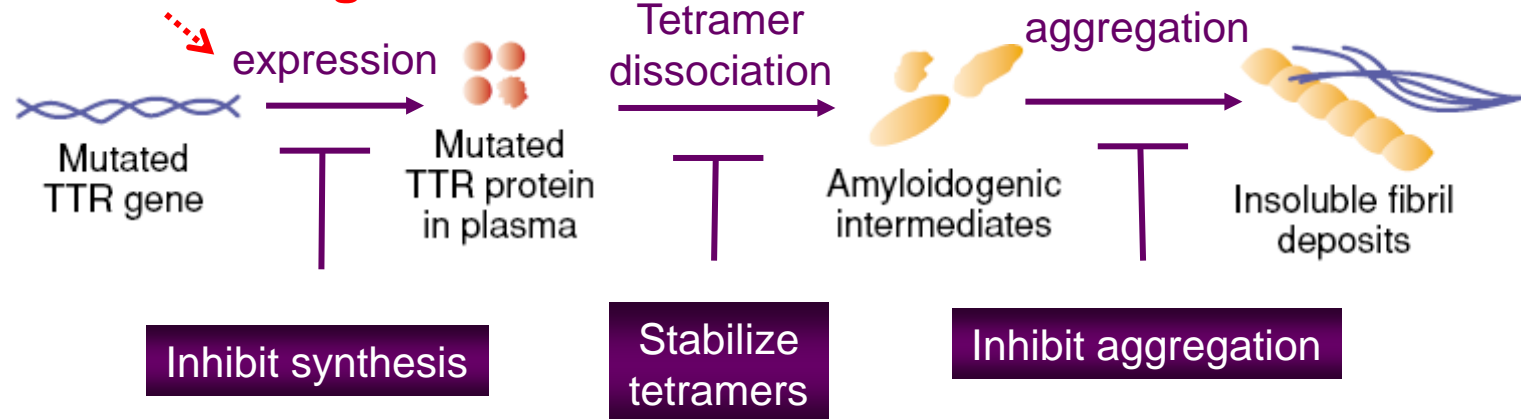 expression
Tetramer
dissociation
aggregation
Mutated
TTR gene
Mutated
TTR protein
in plasma
Amyloidogenic
intermediates
Insoluble fibril
deposits
Inhibit synthesis
Stabilize
tetramers
Inhibit aggregation